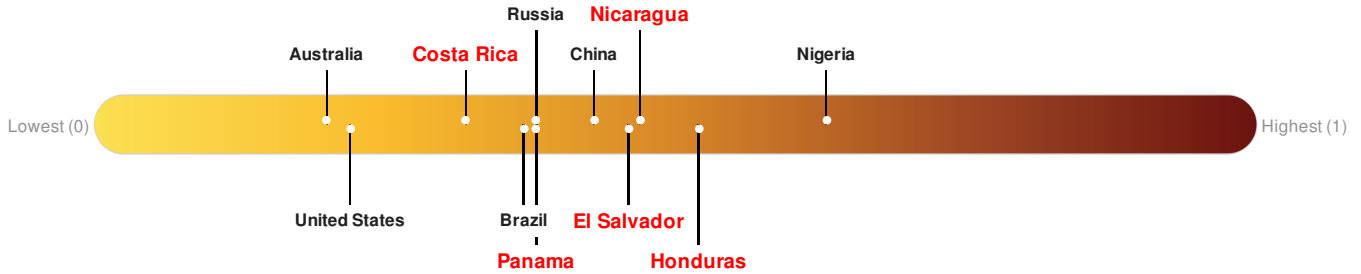 Russia
Nicaragua
Australia
Costa Rica
China
Nigeria
Lowest (0)
Highest (1)
United States
Brazil
El Salvador
Panama
Honduras